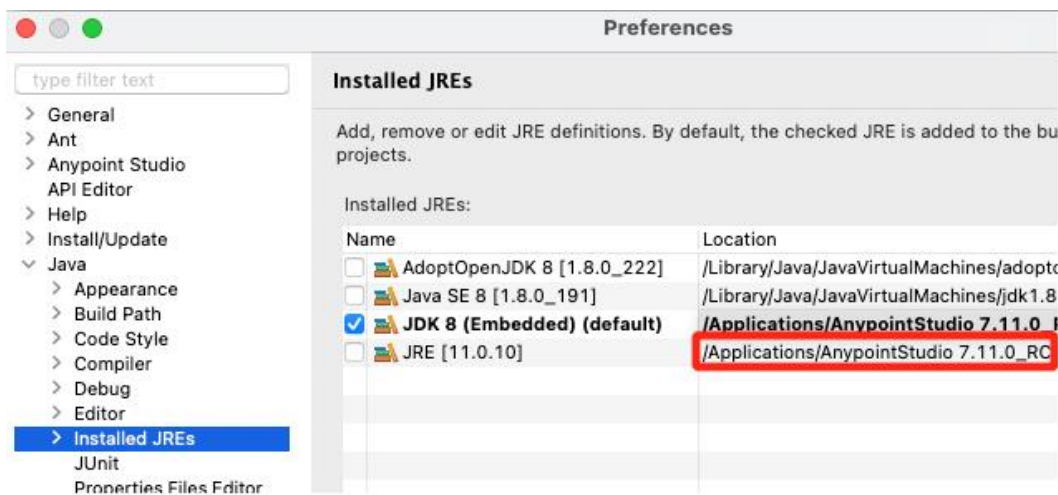 Preferences
type filter text
General
Ant
Anypoint Studio
API Editor
Help
Install/Update
Java
Appearance
Build Path
Code Style
Compiler
Debug
Editor
Installed JREs
JUnit
Properties Files Editor
Installed JREs
Add, remove or edit JRE definitions. By default, the checked JRE is added to the bu
projects.
Installed JREs:
Name Location
AdoptOpenJDK 8 [1.8.0_222] /Library/Java/JavaVirtualMachines/adopto
Java SE 8 [1.8.0_191] /Library/Java/JavaVirtualMachines/jdk1.8
JDK 8 (Embedded) (default) /Applications/AnypointStudio 7.11.0_
JRE [11.0.10] /Applications/AnypointStudio 7.11.0_RC